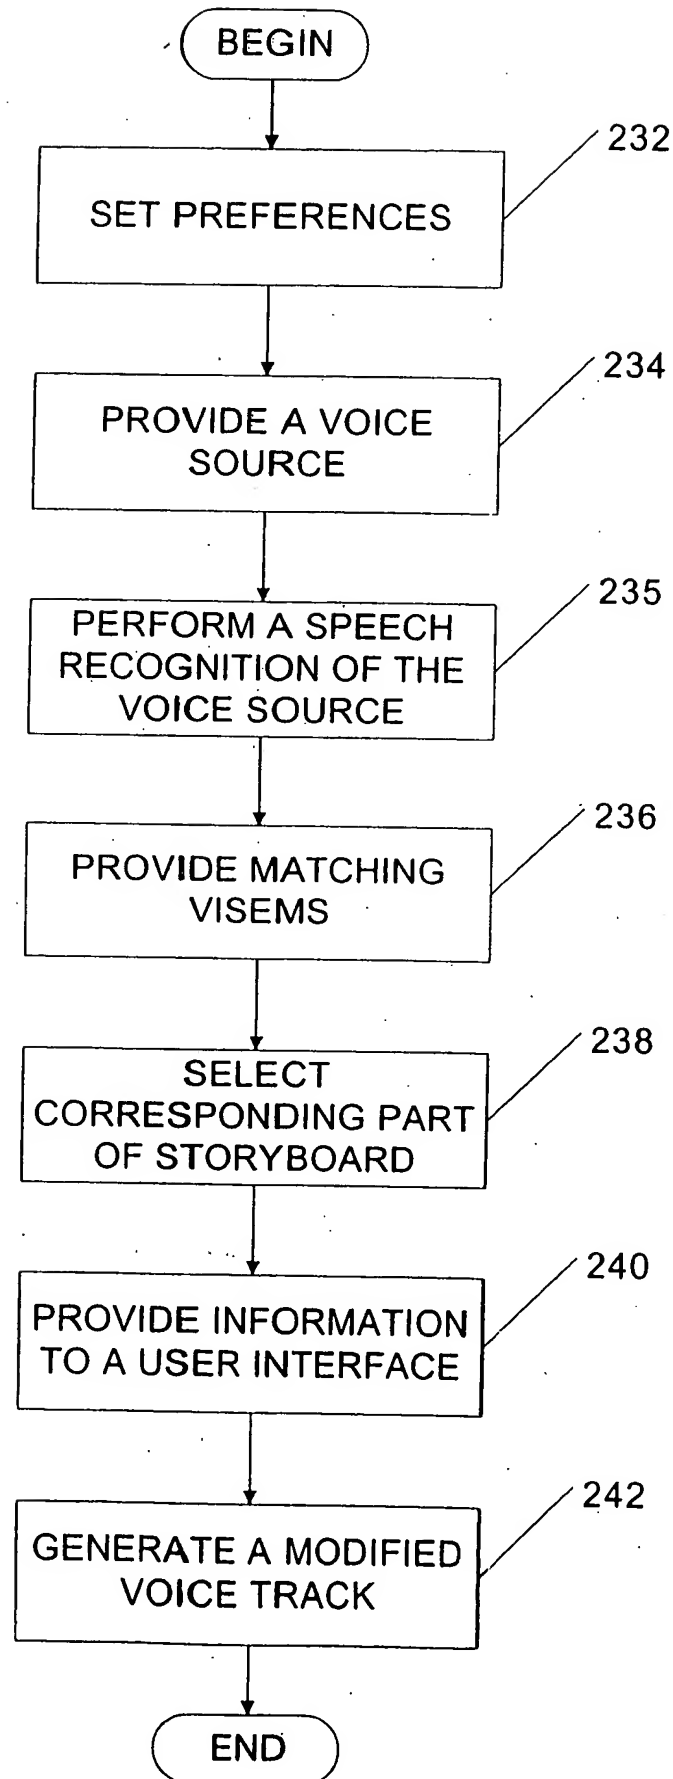 BEGIN
232
SET PREFERENCES
234
PROVIDE A VOICE
SOURCE
235
PERFORM A SPEECH
RECOGNITION OF THE
VOICE SOURCE
236
PROVIDE MATCHING
VISEMS
238
SELECT
CORRESPONDING PART
OF STORYBOARD
240
PROVIDE INFORMATION
TO A USER INTERFACE
242
GENERATE A MODIFIED
VOICE TRACK
END